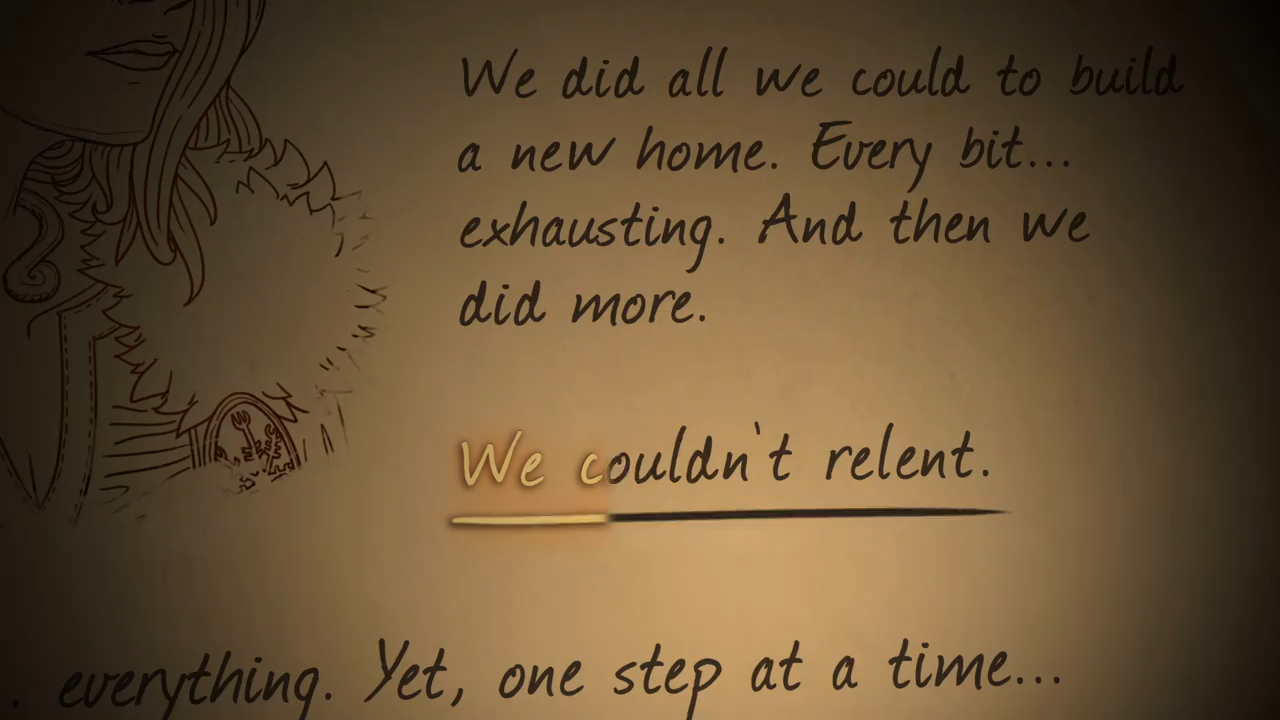 We did all we could to build
a new home. Every bit...
exhausting. And then we
did more.
We couldn't relent.
. everything. Yet, one step at a time...